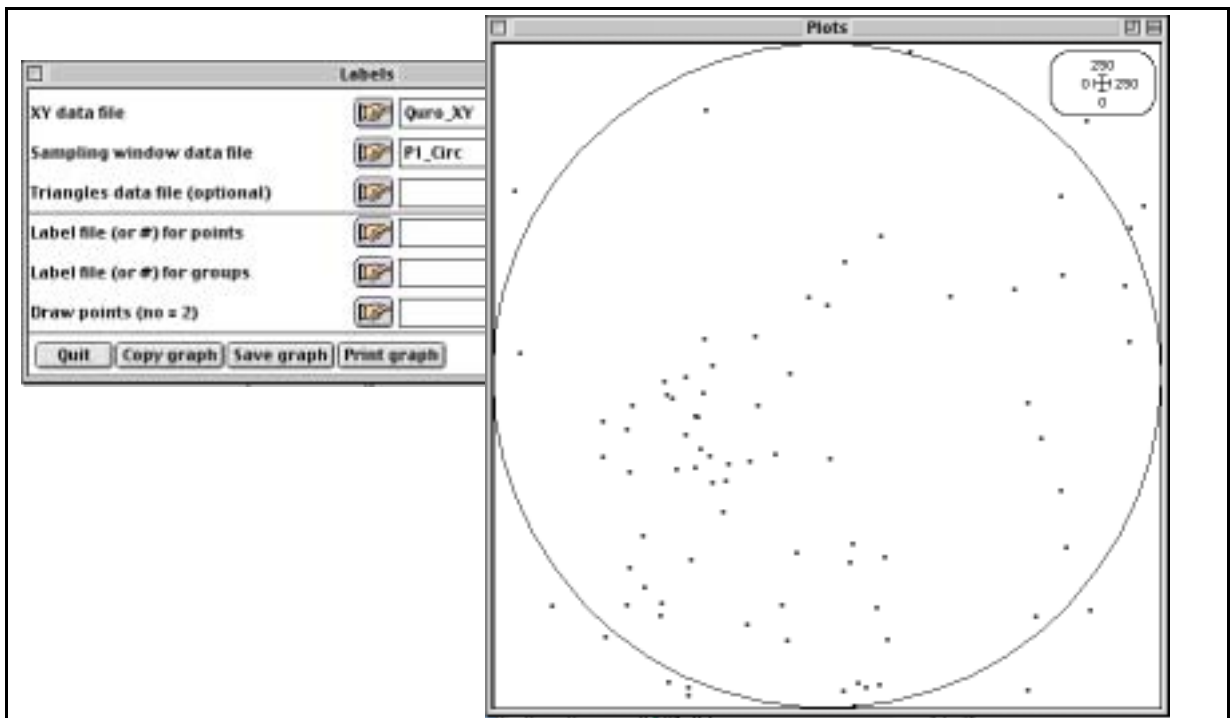 Plots
290
0 290
0
Labels
XY data file Quro_XY
Sampling window data file P1_Circ
Triangles data file (optional)
Label file (or #) for points
Label file (or #) for groups
Draw points (no = 2)
Quit Copy graph Save graph Print graph